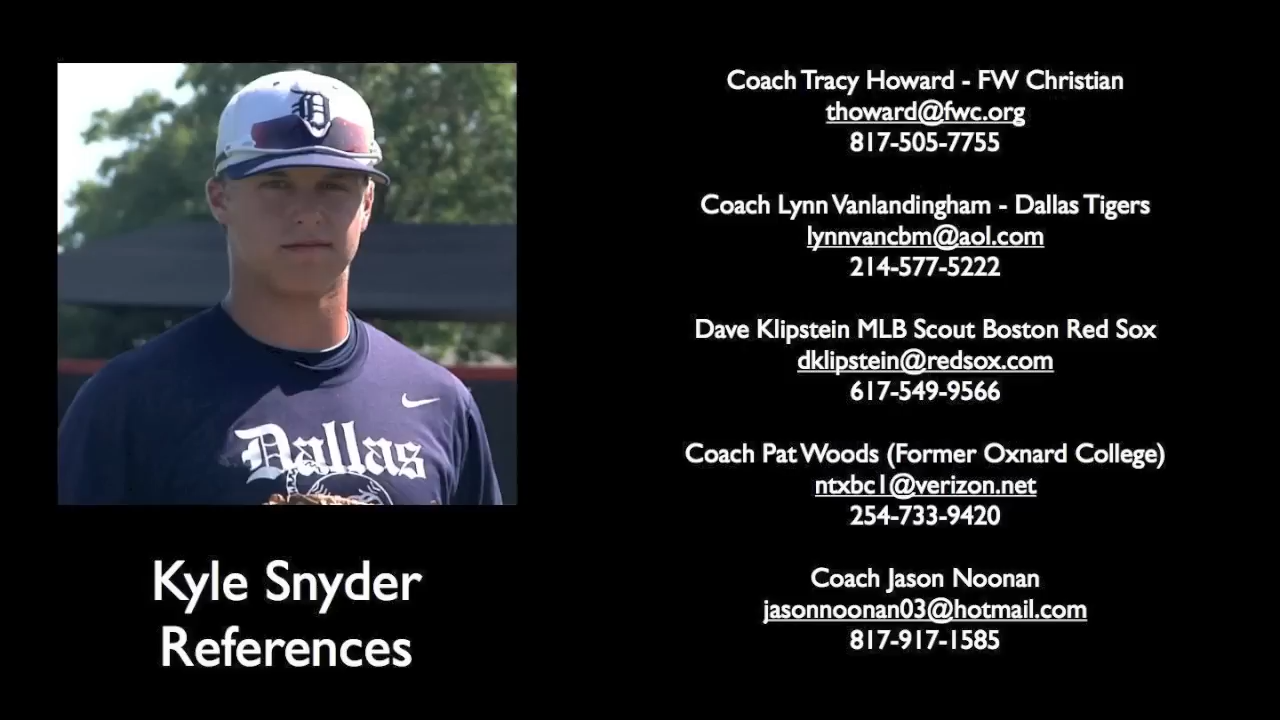 Dallas
Kyle Snyder
References
Coach Tracy Howard - FW Christian
thoward@fwc.org
817-505-7755
Coach Lynn Vanlandingham - Dallas Tigers
lynnvancbm@aol.com
214-577-5222
Dave Klipstein MLB Scout Boston Red Sox
dklipstein@redsox.com
617-549-9566
Coach Pat Woods (Former Oxnard College)
ntxbc1@verizon.net
254-733-9420
Coach Jason Noonan
jasonnoonan03@hotmail.com
817-917-1585